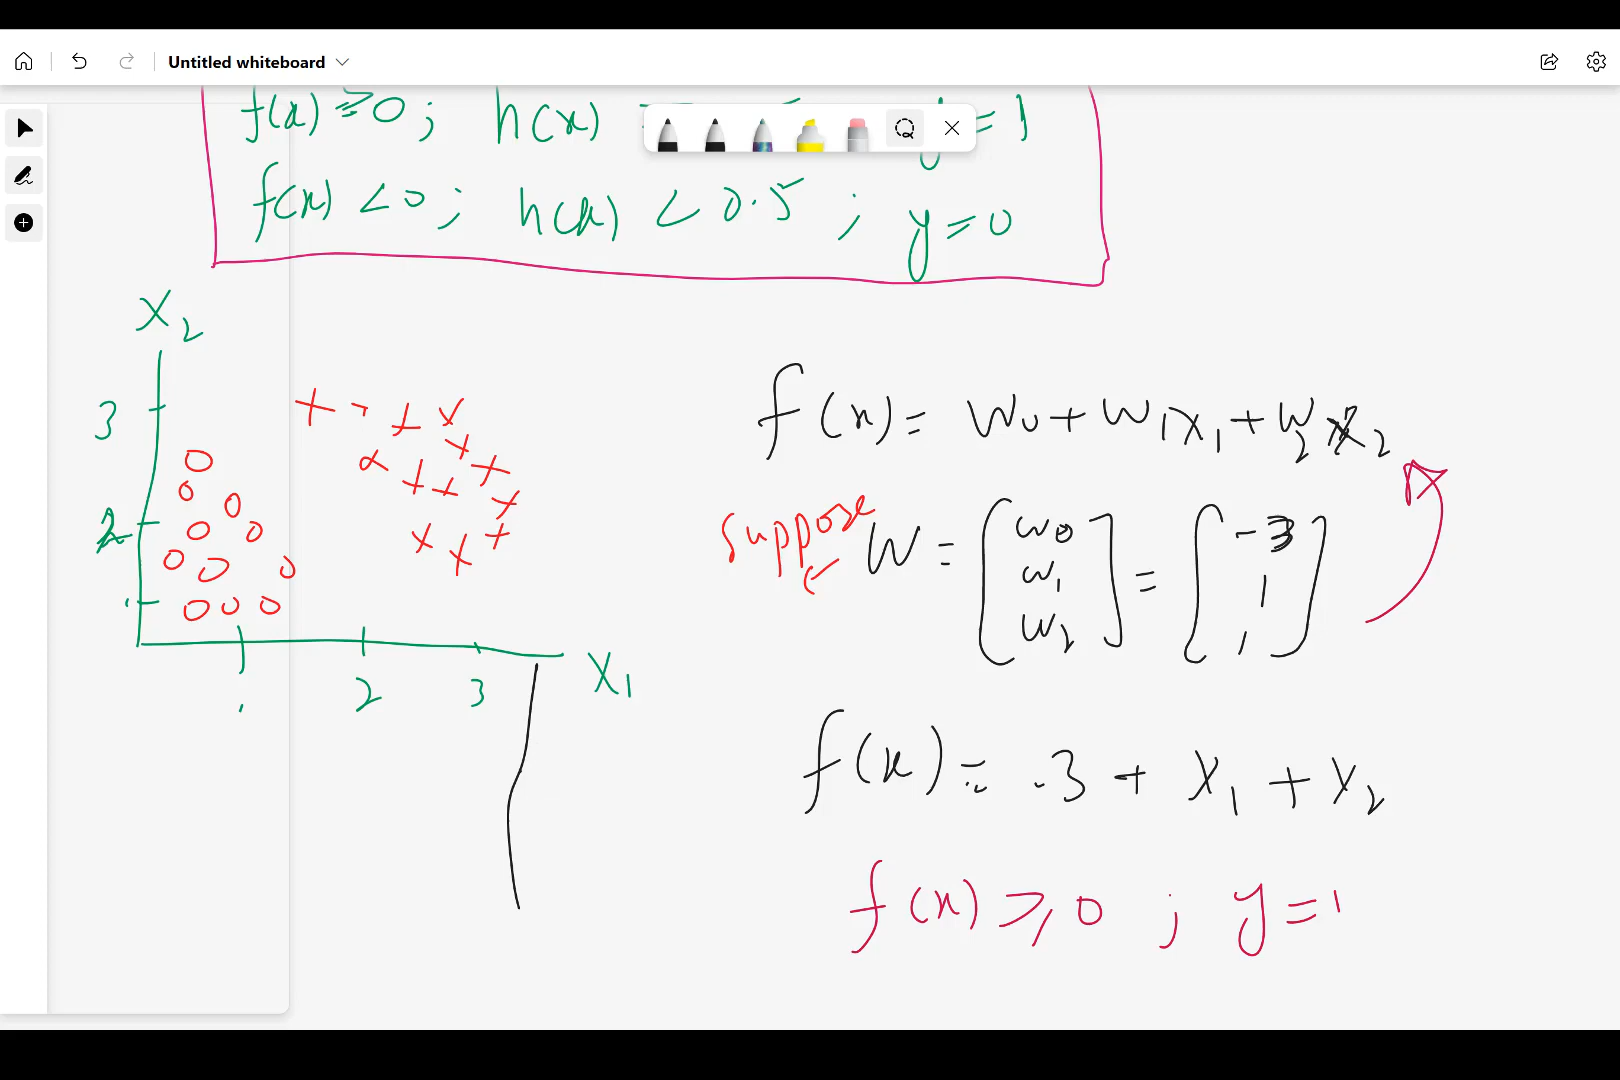 Untitled whiteboard
f(x) ≥ 0 ; h(x) y = 1
f(x) < 0 ; h(x) < 0.5 ; y = 0
X2
3
2
1
1 2 3
X1
f(x) = W0 + W1X1 + W2X2
Suppose W = [w0 w1 w2] = [-3 1 1]
f(x) = -3 + X1 + X2
f(x) ≥ 0 ; y = 1